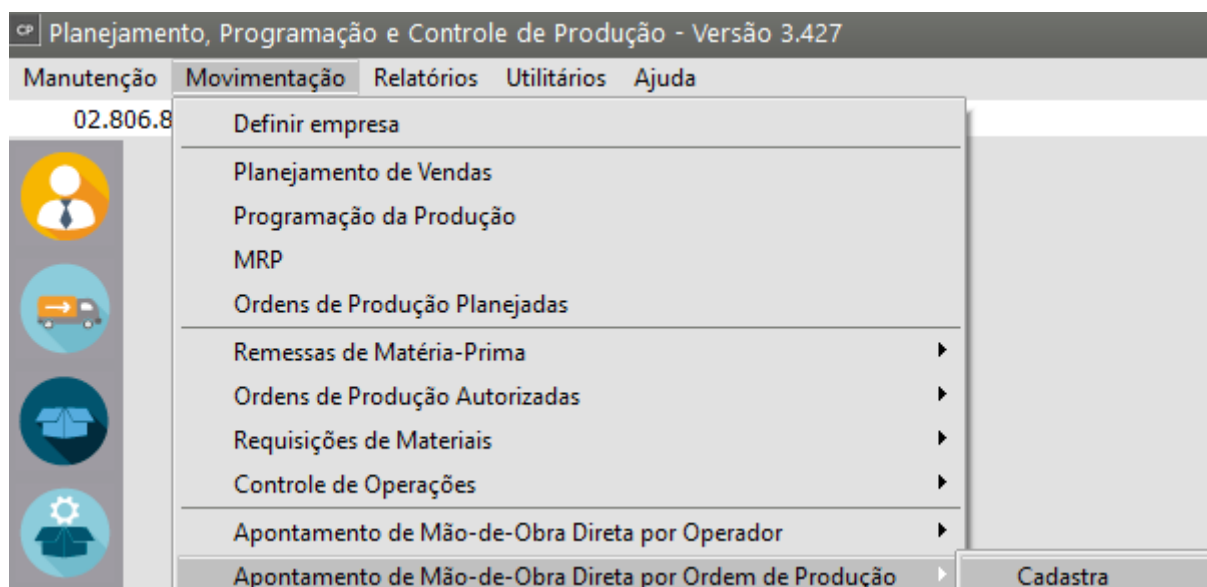 CP Planejamento, Programação e Controle de Produção - Versão 3.427
Manutenção Movimentação Relatórios Utilitários Ajuda
02.806.8
Definir empresa
Planejamento de Vendas
Programação da Produção
MRP
Ordens de Produção Planejadas
Remessas de Matéria-Prima
Ordens de Produção Autorizadas
Requisições de Materiais
Controle de Operações
Apontamento de Mão-de-Obra Direta por Operador
Apontamento de Mão-de-Obra Direta por Ordem de Produção Cadastra